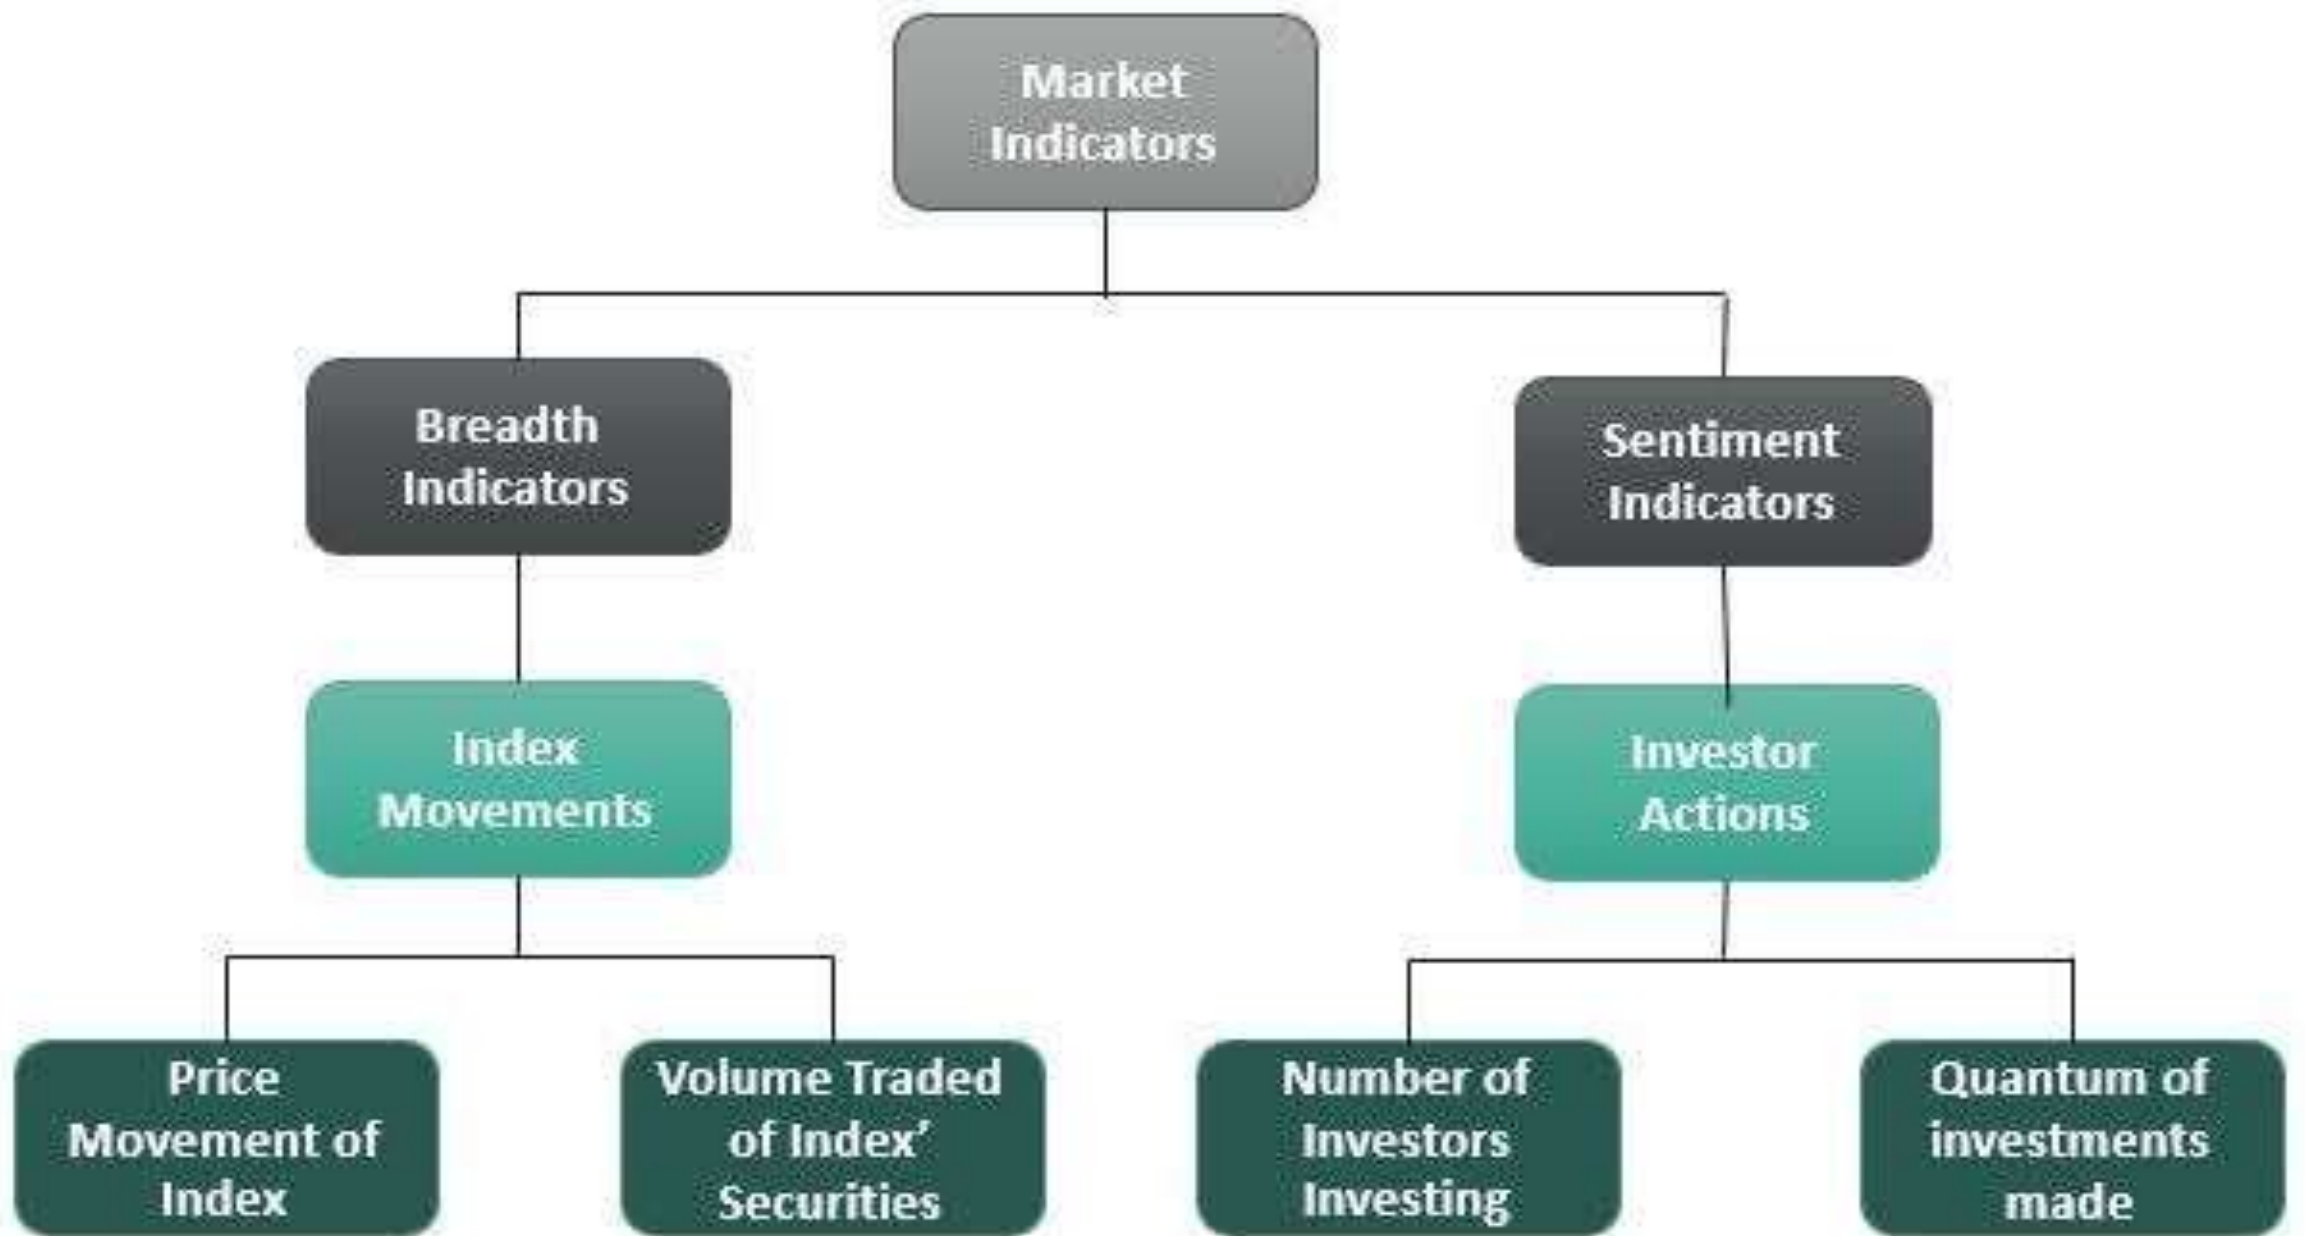 Market
Indicators
Breadth
Indicators
Sentiment
Indicators
Index
Movements
Investor
Actions
Price
Movement of
Index
Volume Traded
of Index’
Securities
Number of
Investors
Investing
Quantum of
investments
made